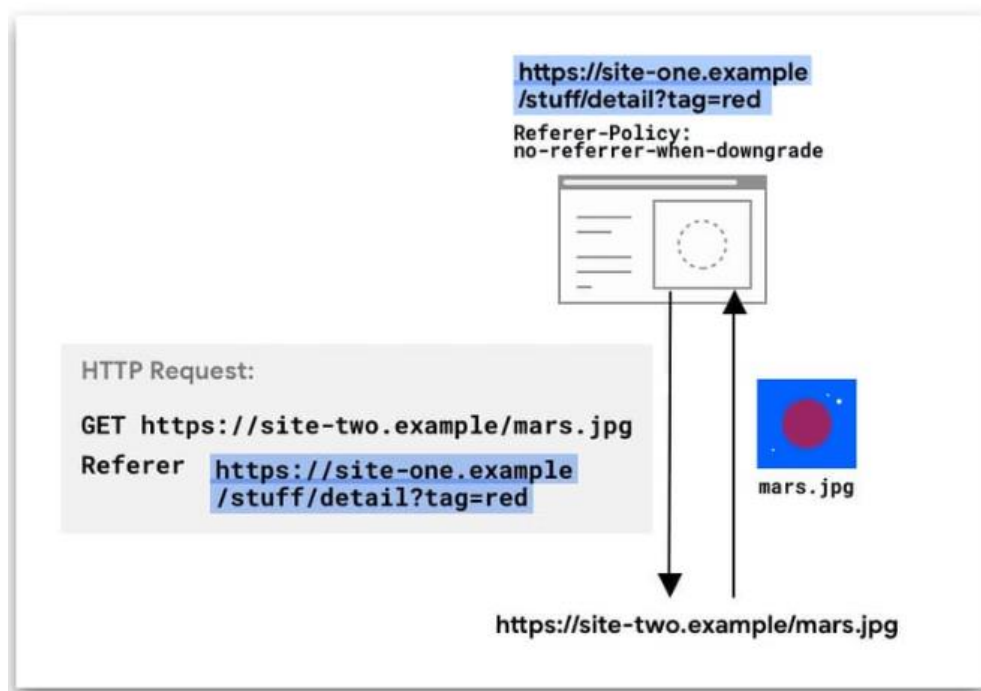 https://site-one.example
/stuff/detail?tag=red
Referer-Policy:
no-referrer-when-downgrade
HTTP Request:
GET https://site-two.example/mars.jpg
Referer https://site-one.example
/stuff/detail?tag=red
mars.jpg
https://site-two.example/mars.jpg